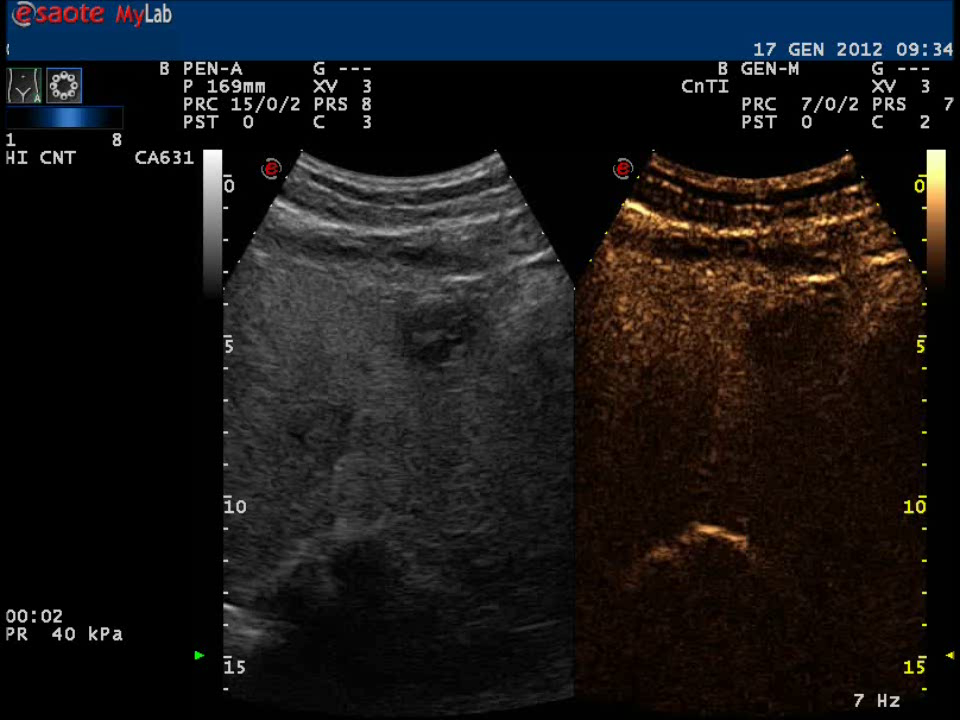 esaote MyLab
17 GEN 2012 09:34
B PEN-A G ---
P 169mm XV 3
PRC 15/0/2 PRS 8
PST 0 C 3
B GEN-M G ---
CnTI XV 3
PRC 7/0/2 PRS 7
PST 0 C 2
A
1 8
HI CNT CA631
e
e
0
0
5
5
10
10
15
15
00:02
PR 40 kPa
7 Hz